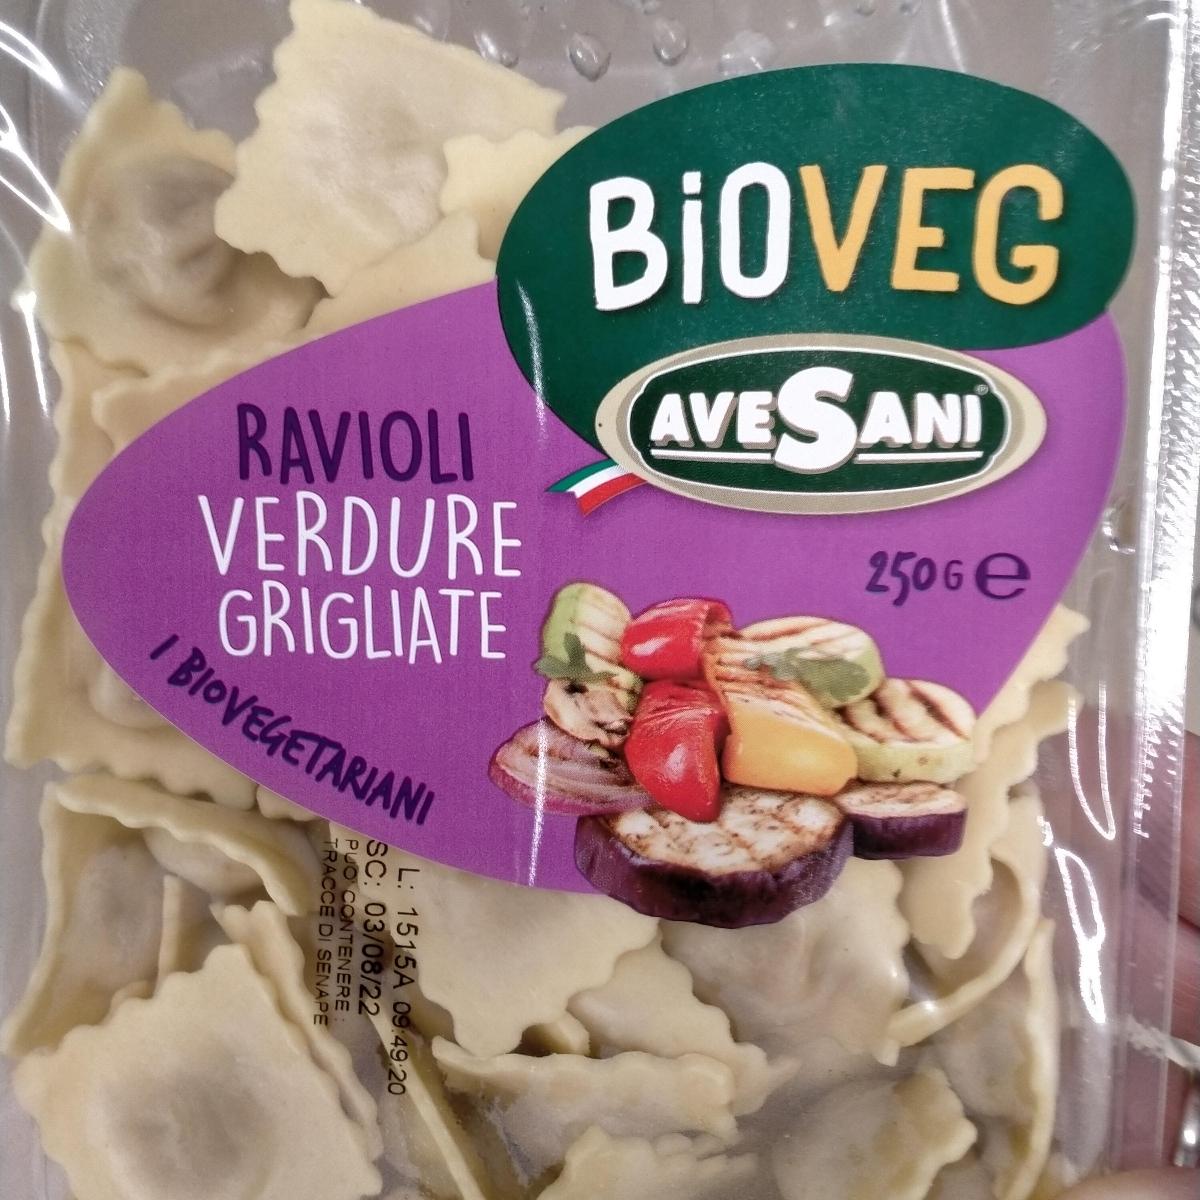 BiOVEG
AVESANI®
RAVIOLI
VERDURE
GRIGLIATE
I BIOVEGETARIANI
250G e
L: 1515A 09:49:20
SC: 03/08/22
PUO' CONTENERE:
TRACCE DI SENAPE